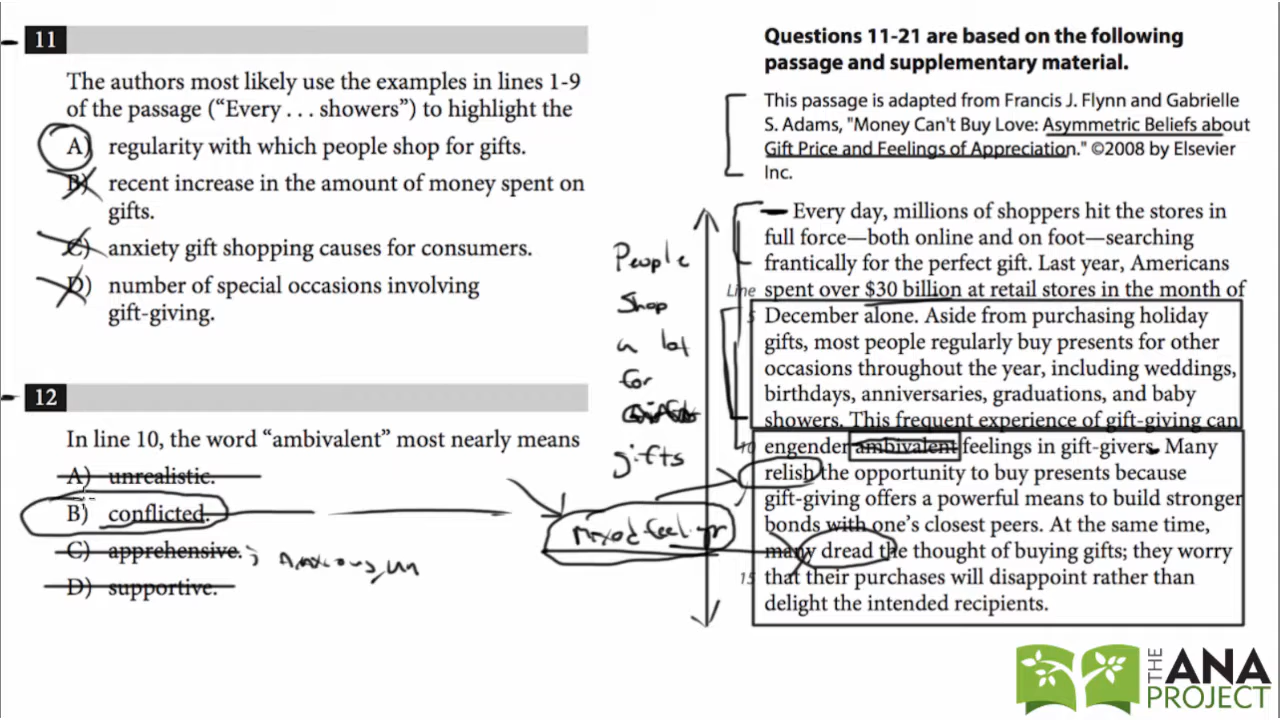 11
The authors most likely use the examples in lines 1-9
of the passage (“Every . . . showers”) to highlight the
A) regularity with which people shop for gifts.
B) recent increase in the amount of money spent on
gifts.
C) anxiety gift shopping causes for consumers.
D) number of special occasions involving
gift-giving.
12
In line 10, the word “ambivalent” most nearly means
A) unrealistic.
B) conflicted.
C) apprehensive. ; Anxious,
D) supportive.
People
Shop
a lot
for
gifts
Mixed feelings
Questions 11-21 are based on the following
passage and supplementary material.
This passage is adapted from Francis J. Flynn and Gabrielle
S. Adams, "Money Can't Buy Love: Asymmetric Beliefs about
Gift Price and Feelings of Appreciation." ©2008 by Elsevier
Inc.
Every day, millions of shoppers hit the stores in
full force—both online and on foot—searching
frantically for the perfect gift. Last year, Americans
Line spent over $30 billion at retail stores in the month of
5 December alone. Aside from purchasing holiday
gifts, most people regularly buy presents for other
occasions throughout the year, including weddings,
birthdays, anniversaries, graduations, and baby
showers. This frequent experience of gift-giving can
10 engender ambivalent feelings in gift-givers. Many
relish the opportunity to buy presents because
gift-giving offers a powerful means to build stronger
bonds with one’s closest peers. At the same time,
many dread the thought of buying gifts; they worry
15 that their purchases will disappoint rather than
delight the intended recipients.
THE ANA
PROJECT